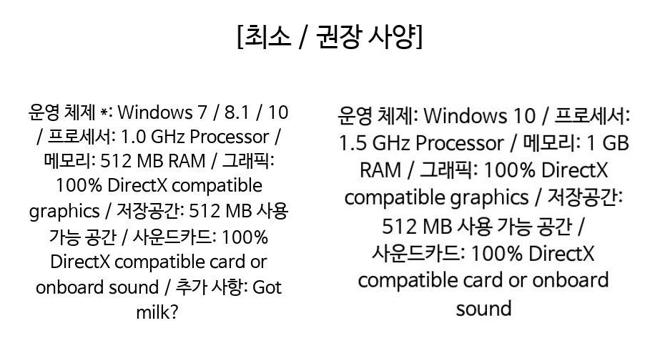 [최소 / 권장 사양]
운영 체제 *: Windows 7 / 8.1 / 10
/ 프로세서: 1.0 GHz Processor /
메모리: 512 MB RAM / 그래픽:
100% DirectX compatible
graphics / 저장공간: 512 MB 사용
가능 공간 / 사운드카드: 100%
DirectX compatible card or
onboard sound / 추가 사항: Got
milk?
운영 체제: Windows 10 / 프로세서:
1.5 GHz Processor / 메모리: 1 GB
RAM / 그래픽: 100% DirectX
compatible graphics / 저장공간:
512 MB 사용 가능 공간 /
사운드카드: 100% DirectX
compatible card or onboard
sound